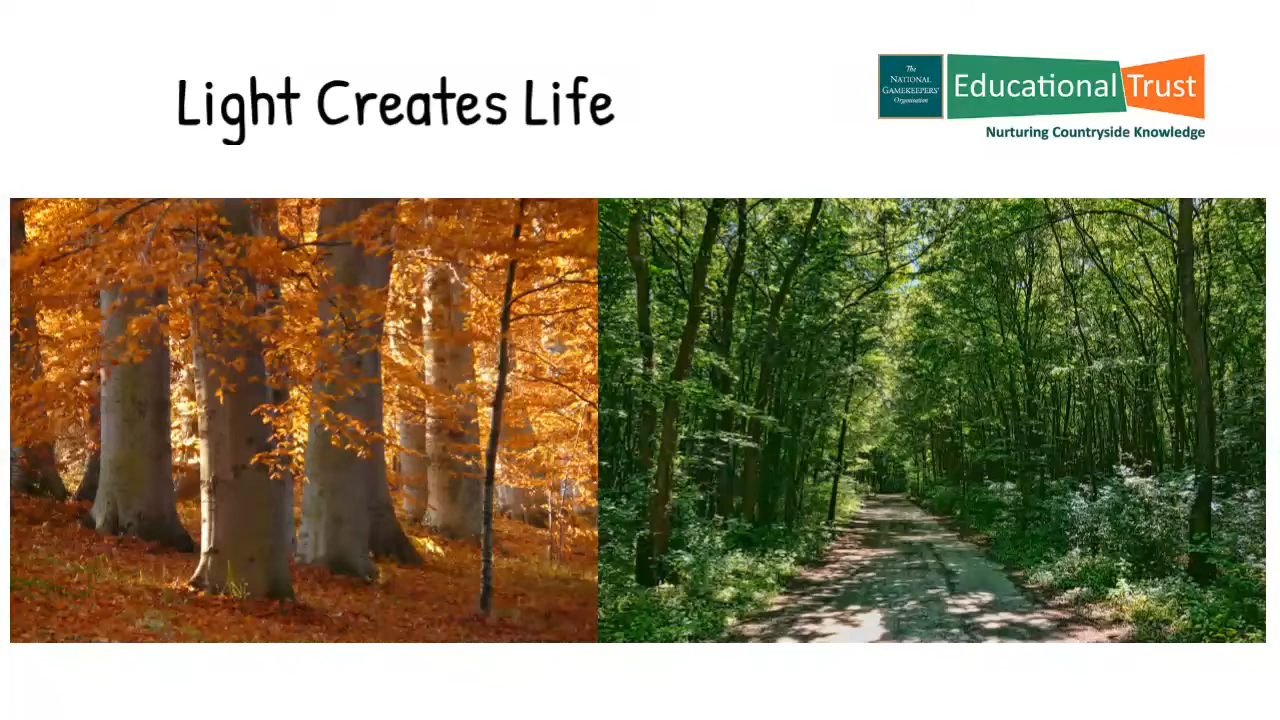 Light Creates Life
The
NATIONAL
GAMEKEEPERS'
Organisation
Educational Trust
Nurturing Countryside Knowledge